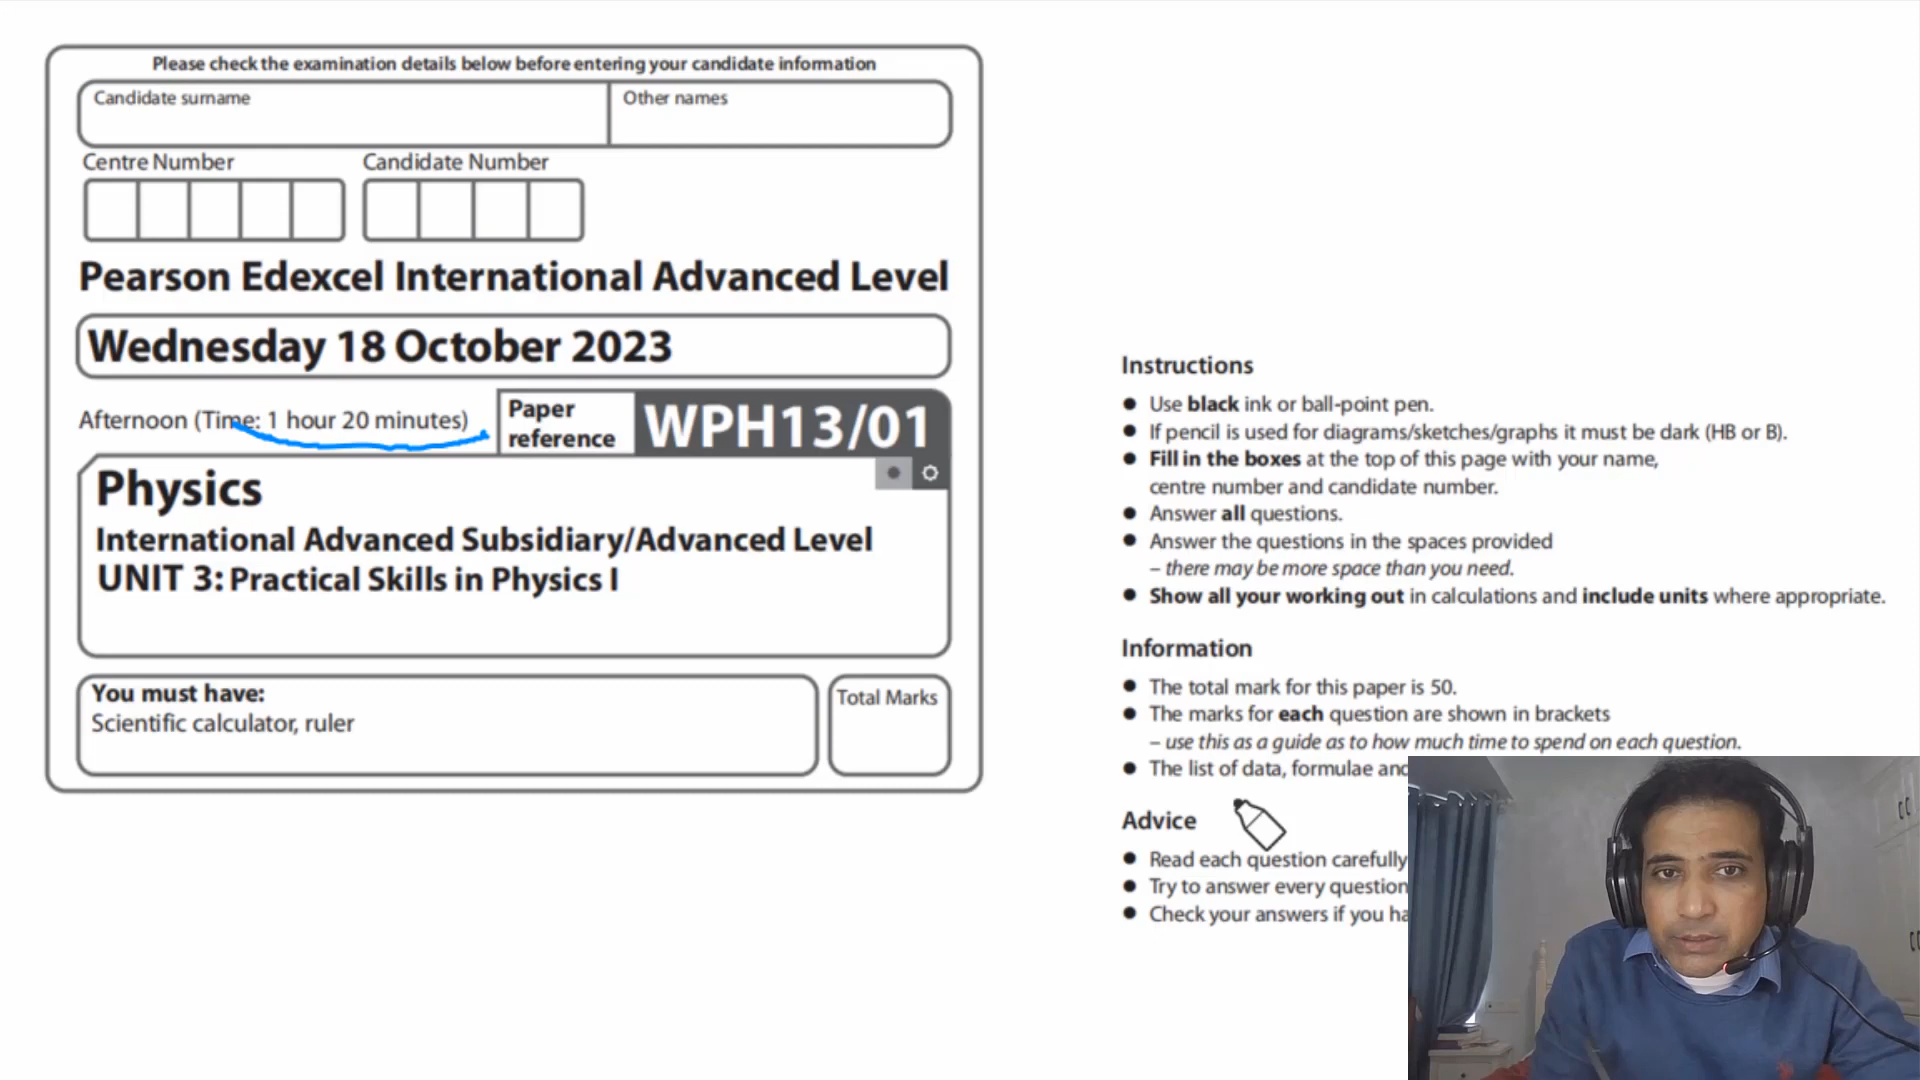 Please check the examination details below before entering your candidate information
Candidate surname
Other names
Centre Number
Candidate Number
Pearson Edexcel International Advanced Level
Wednesday 18 October 2023
Afternoon (Time: 1 hour 20 minutes)
Paper
reference
WPH13/01
Physics
International Advanced Subsidiary/Advanced Level
UNIT 3: Practical Skills in Physics I
You must have:
Scientific calculator, ruler
Total Marks
Instructions
● Use black ink or ball-point pen.
● If pencil is used for diagrams/sketches/graphs it must be dark (HB or B).
● Fill in the boxes at the top of this page with your name,
centre number and candidate number.
● Answer all questions.
● Answer the questions in the spaces provided
– there may be more space than you need.
● Show all your working out in calculations and include units where appropriate.
Information
● The total mark for this paper is 50.
● The marks for each question are shown in brackets
– use this as a guide as to how much time to spend on each question.
● The list of data, formulae and
Advice
● Read each question carefully
● Try to answer every question
● Check your answers if you ha